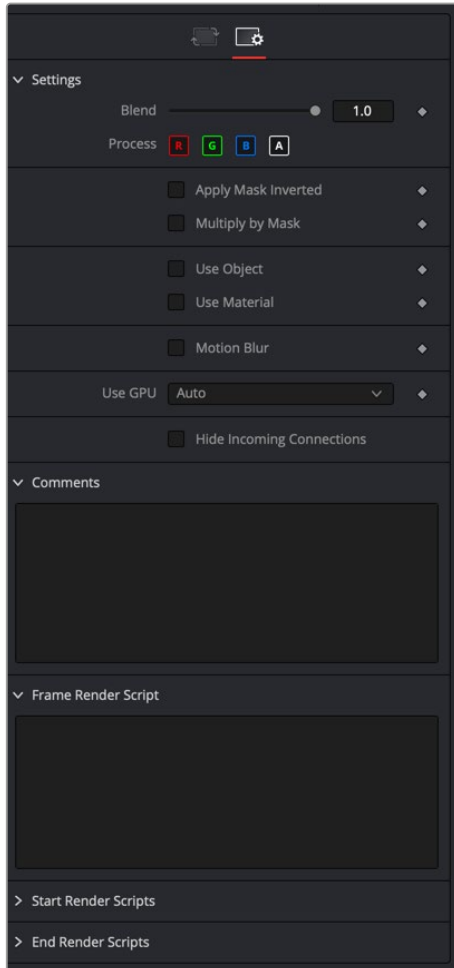 Settings
Blend 1.0
Process R G B A
Apply Mask Inverted
Multiply by Mask
Use Object
Use Material
Motion Blur
Use GPU Auto
Hide Incoming Connections
Comments
Frame Render Script
Start Render Scripts
End Render Scripts